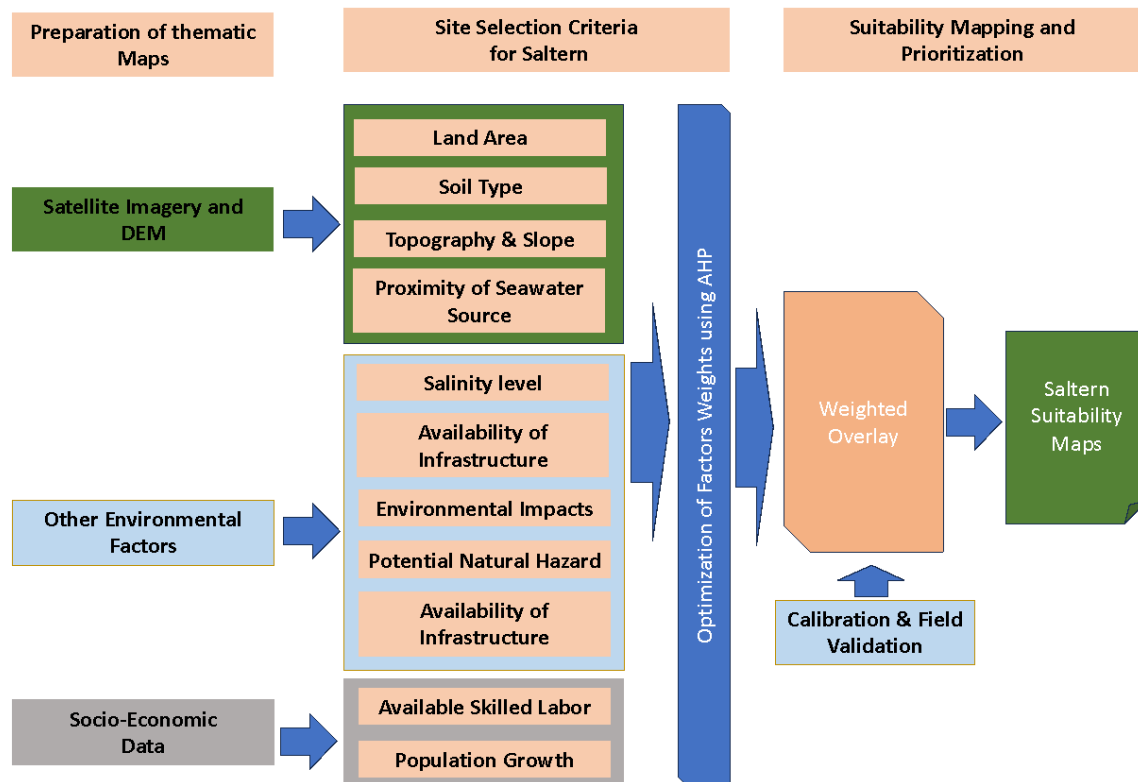 Preparation of thematic
Maps
Site Selection Criteria
for Saltern
Suitability Mapping and
Prioritization
Satellite Imagery and
DEM
Land Area
Soil Type
Topography & Slope
Proximity of Seawater
Source
Other Environmental
Factors
Salinity level
Availability of
Infrastructure
Environmental Impacts
Potential Natural Hazard
Availability of
Infrastructure
Socio-Economic
Data
Available Skilled Labor
Population Growth
Optimization of Factors Weights using AHP
Weighted
Overlay
Calibration & Field
Validation
Saltern
Suitability
Maps